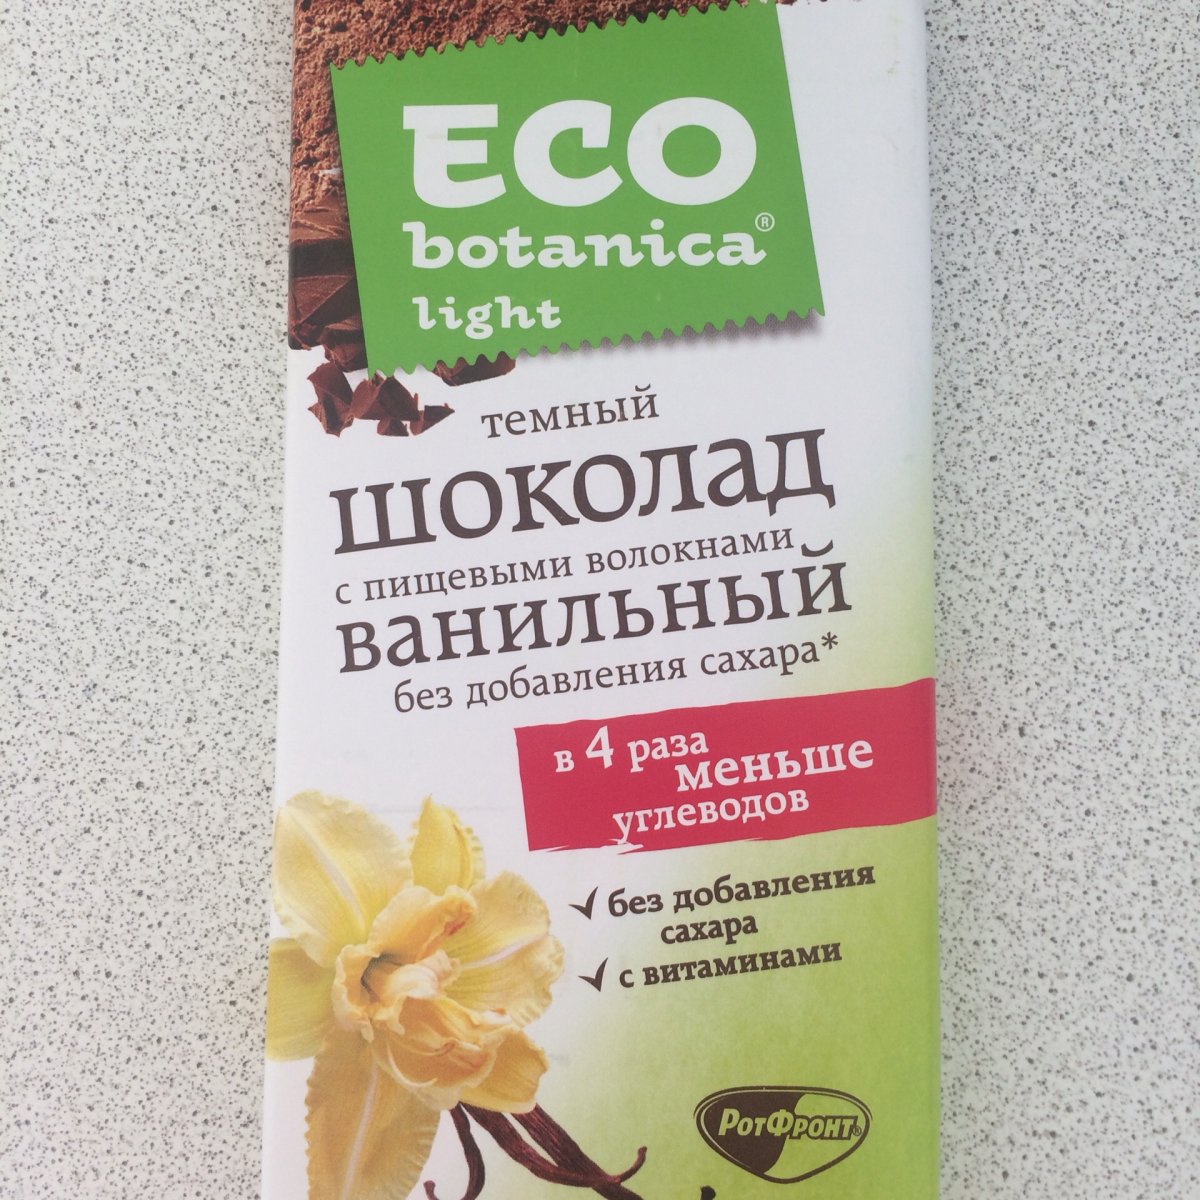 ECO
botanica®
light
темный
шоколад
с пищевыми волокнами
ванильный
без добавления сахара*
в 4 раза
меньше
углеводов
✓ без добавления
сахара
✓ с витаминами
РотФронт®